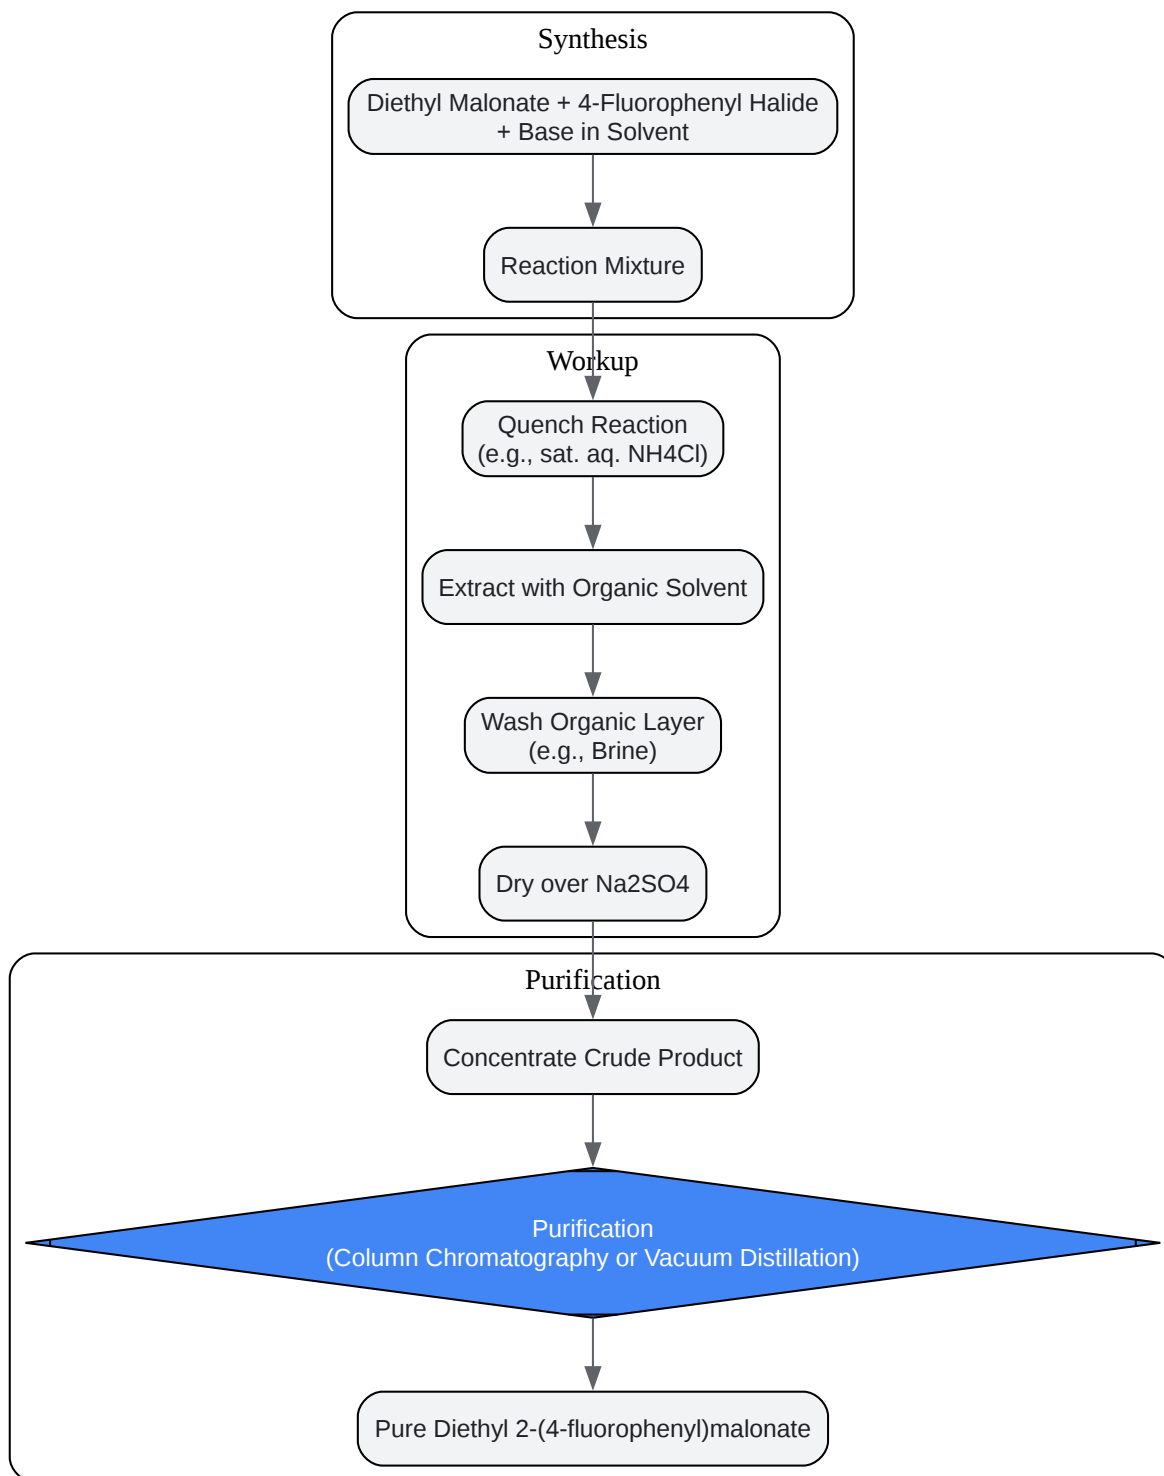 Synthesis
Diethyl Malonate + 4-Fluorophenyl Halide
+ Base in Solvent
Reaction Mixture
Workup
Quench Reaction
(e.g., sat. aq. NH4Cl)
Extract with Organic Solvent
Wash Organic Layer
(e.g., Brine)
Dry over Na2SO4
Purification
Concentrate Crude Product
Purification
(Column Chromatography or Vacuum Distillation)
Pure Diethyl 2-(4-fluorophenyl)malonate